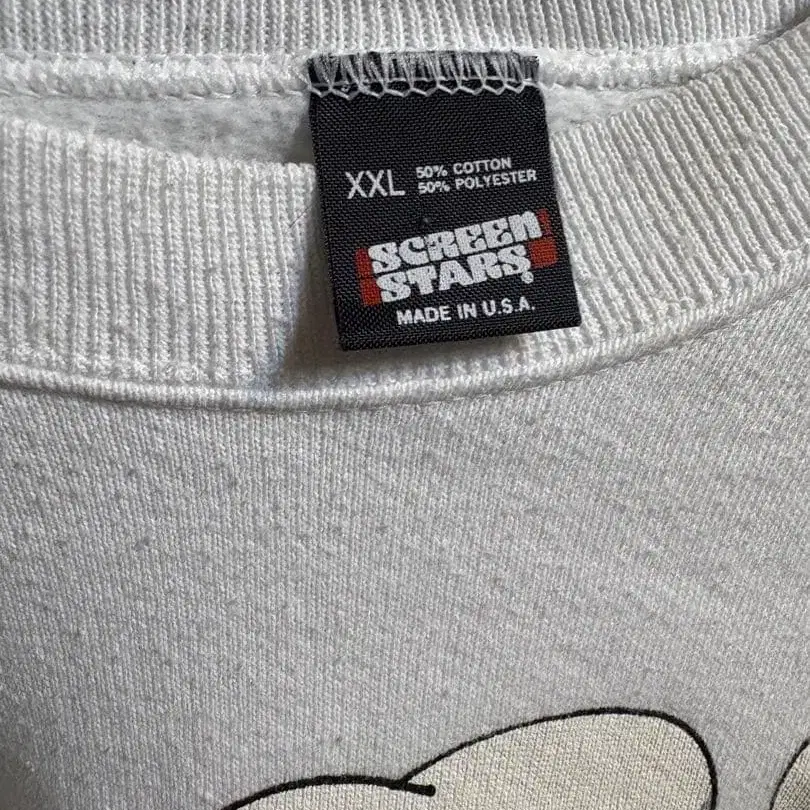 XXL
50% COTTON
50% POLYESTER
SCREEN
STARS®
MADE IN U.S.A.